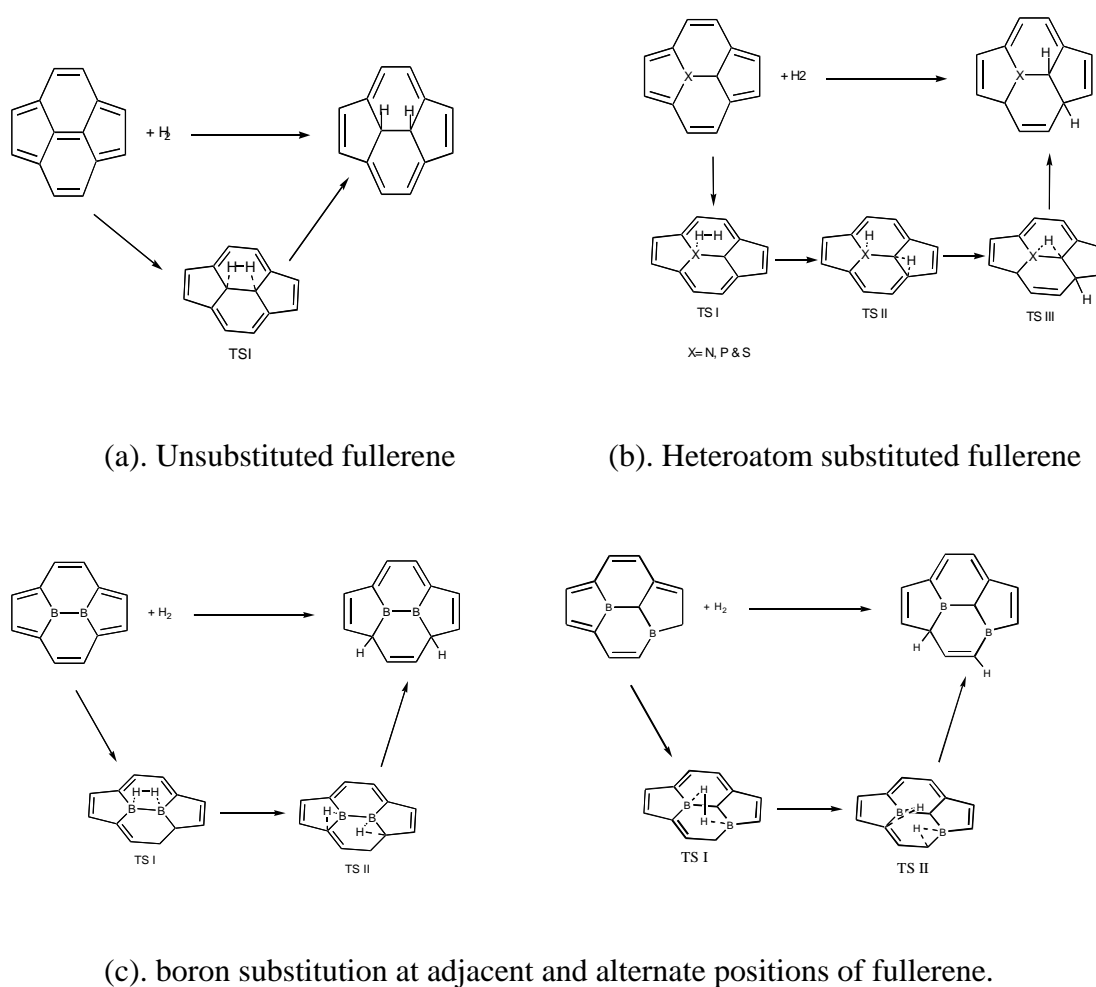 + H2
H H
H–H
TSI
X
+ H2
H
X
H
H–H
X
TS I
H
X
H
TS II
H
X
H
TS III
X= N, P & S
(a). Unsubstituted fullerene
(b). Heteroatom substituted fullerene
B B
+ H2
B B
H H
H–H
B B
TS I
H B B
H
TS II
B
B
+ H2
B
B
H
H
H
B
H B
TS I
B H
H B
TS II
(c). boron substitution at adjacent and alternate positions of fullerene.